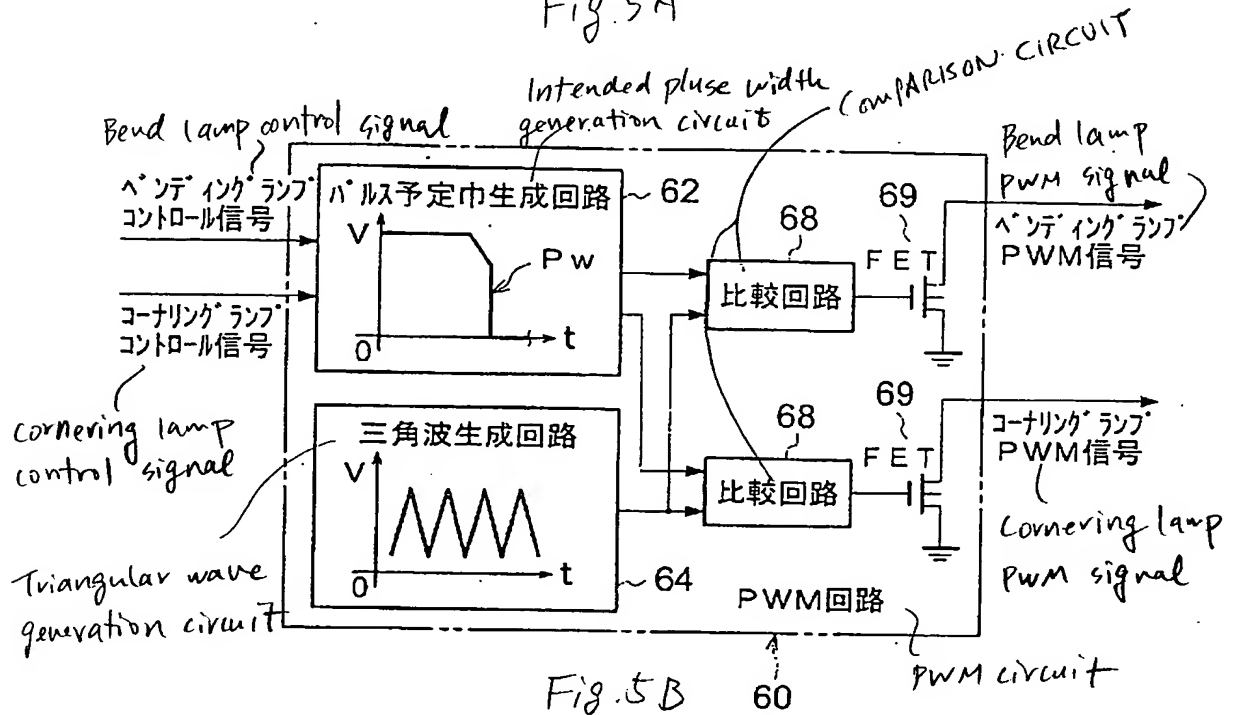 Fig.5A
COMPARISON CIRCUIT
Intended pluse width
generation circuit
Bend lamp control signal
Bend lamp
PWM signal
ベンディングランプ
コントロール信号
パルス予定巾生成回路
62
V
Pw
0
t
コーナリングランプ
コントロール信号
68
比較回路
69
FET
ベンディングランプ
PWM信号
cornering lamp
control signal
三角波生成回路
V
0
t
64
68
比較回路
69
FET
コーナリングランプ
PWM信号
Cornering lamp
PWM signal
Triangular wave
generation circuit
PWM回路
PWM circuit
60
Fig.5B